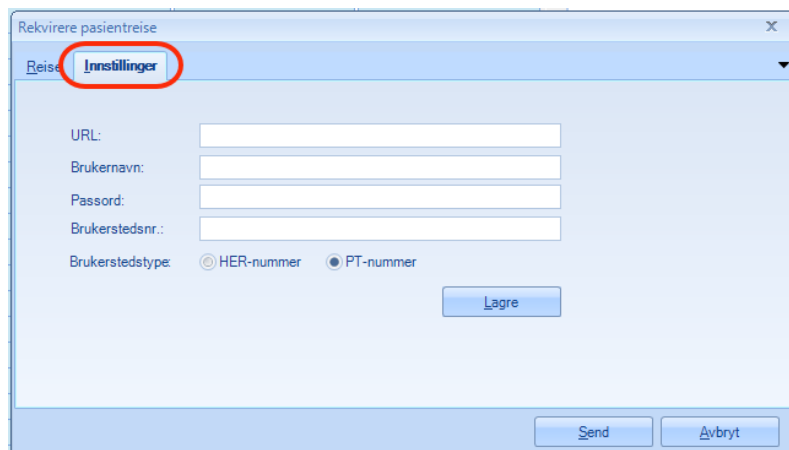 Rekvirere pasientreise
Reise Innstillinger
URL:
Brukernavn:
Passord:
Brukerstedsnr.:
Brukerstedstype: HER-nummer PT-nummer
Lagre
Send Avbryt